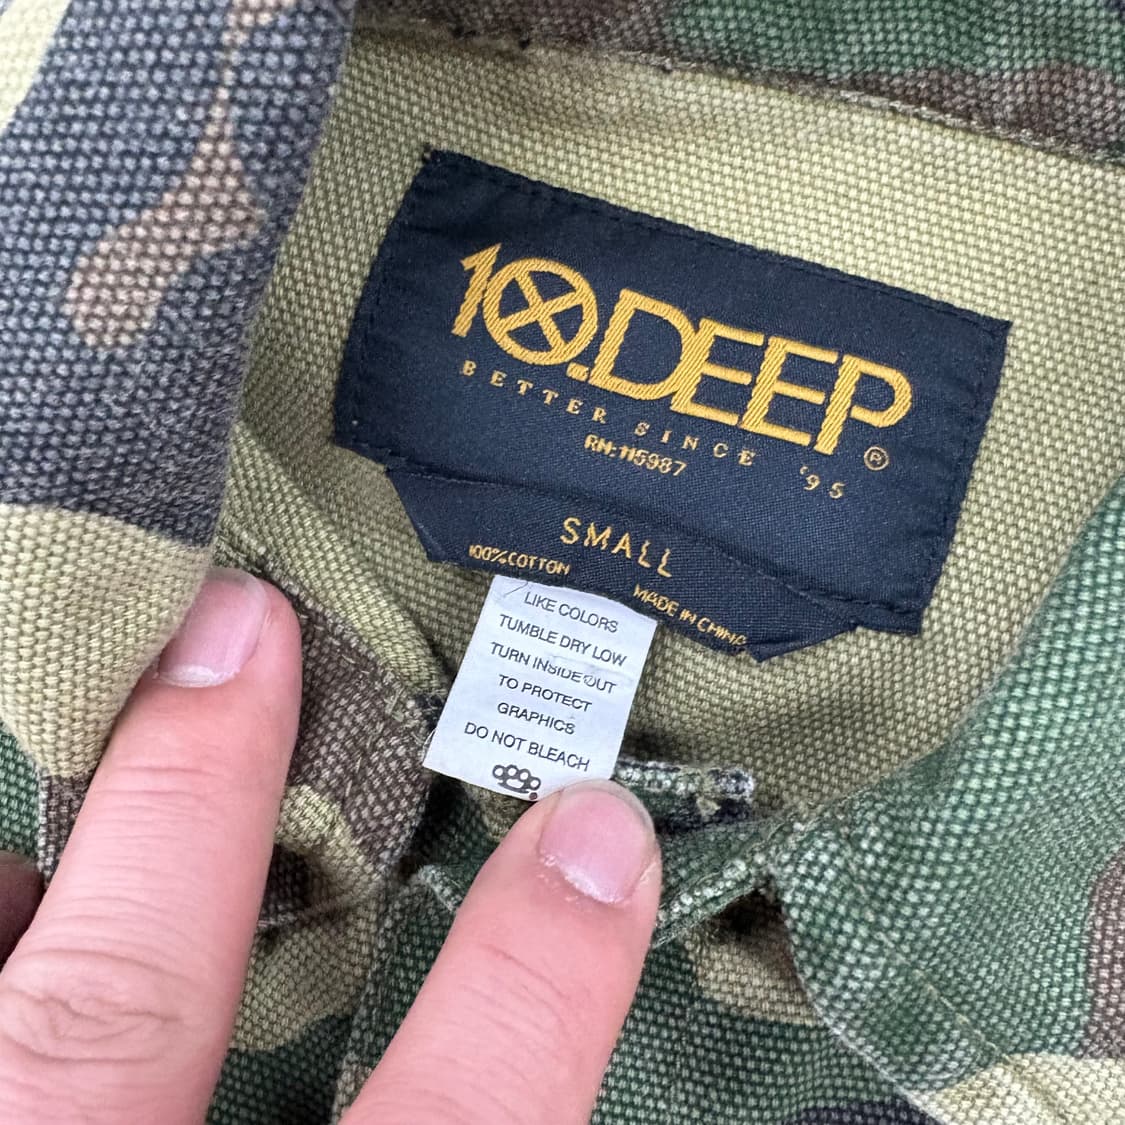 10.DEEP®
BETTER SINCE '95
RN:115987
SMALL
100%COTTON
MADE IN CHINA
LIKE COLORS
TUMBLE DRY LOW
TURN INSIDE OUT
TO PROTECT
GRAPHICS
DO NOT BLEACH